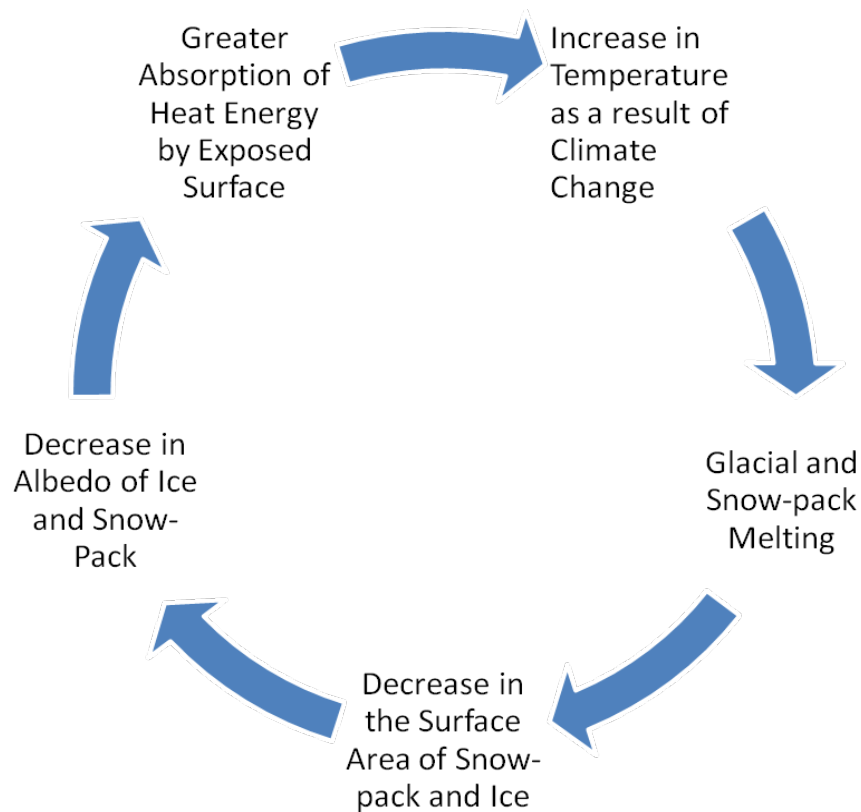 Greater
Absorption of
Heat Energy
by Exposed
Surface
Increase in
Temperature
as a result of
Climate
Change
Glacial and
Snow-pack
Melting
Decrease in
the Surface
Area of Snow-
pack and Ice
Decrease in
Albedo of Ice
and Snow-
Pack